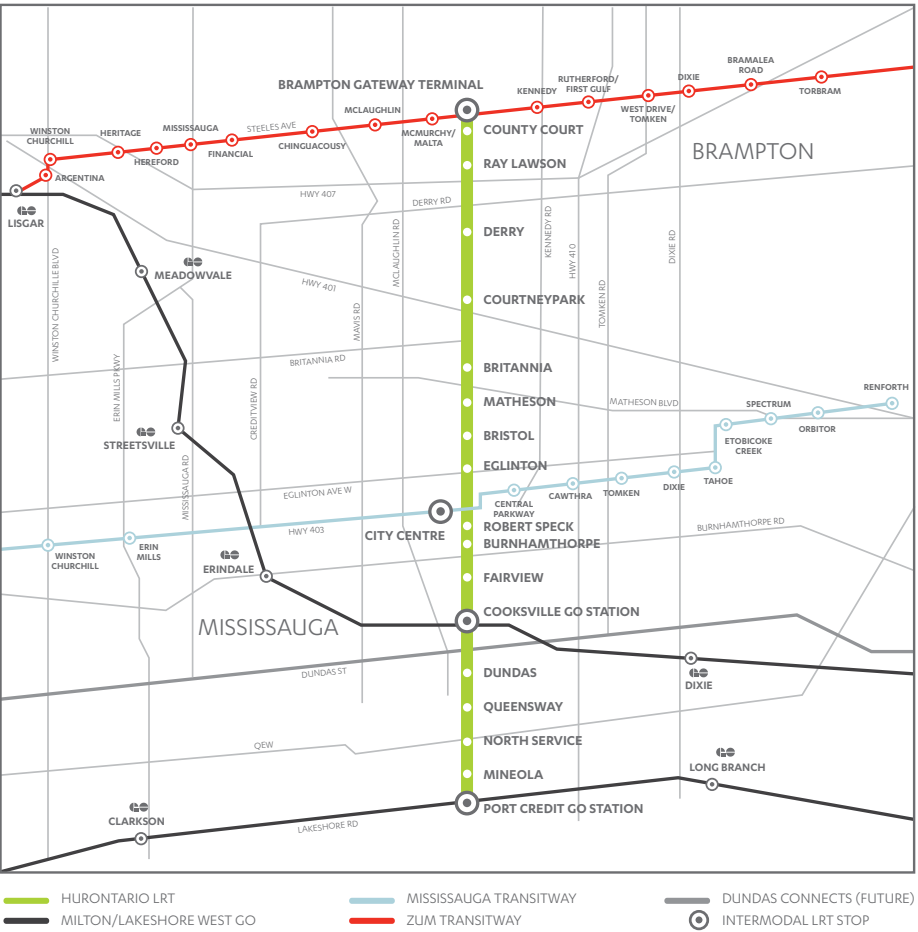 BRAMPTON GATEWAY TERMINAL
BRAMALEA
ROAD
DIXIE
RUTHERFORD/
FIRST GULF
KENNEDY
TORBRAM
WEST DRIVE/
TOMKEN
MCLAUGHLIN
MCMURCHY/
MALTA
STEELES AVE
CHINGUACOUSY
MISSISSAUGA
FINANCIAL
HERITAGE
HEREFORD
WINSTON
CHURCHILL
ARGENTINA
LISGAR
COUNTY COURT
BRAMPTON
RAY LAWSON
HWY 407
DERRY RD
DERRY
MCLAUGHLIN RD
KENNEDY RD
HWY 410
DIXIE RD
WINSTON CHURCHILLE BLVD
MEADOWVALE
HWY 401
COURTNEYPARK
TOMKEN RD
MAVIS RD
BRITANNIA RD
BRITANNIA
ERIN MILLS PKWY
CREDITVIEW RD
MATHESON
MATHESON BLVD
RENFORTH
SPECTRUM
ORBITOR
ETOBICOKE
CREEK
BRISTOL
STREETSVILLE
EGLINTON
TAHOE
DIXIE
TOMKEN
CAWTHRA
CENTRAL
PARKWAY
MISSISSAUGA RD
EGLINTON AVE W
HWY 403
CITY CENTRE
ROBERT SPECK
BURNHAMTHORPE
BURNHAMTHORPE RD
WINSTON
CHURCHILL
ERIN
MILLS
ERINDALE
FAIRVIEW
MISSISSAUGA
COOKSVILLE GO STATION
DUNDAS ST
DUNDAS
DIXIE
QUEENSWAY
QEW
NORTH SERVICE
MINEOLA
LONG BRANCH
PORT CREDIT GO STATION
CLARKSON
LAKESHORE RD
HURONTARIO LRT
MISSISSAUGA TRANSITWAY
DUNDAS CONNECTS (FUTURE)
MILTON/LAKESHORE WEST GO
ZUM TRANSITWAY
INTERMODAL LRT STOP